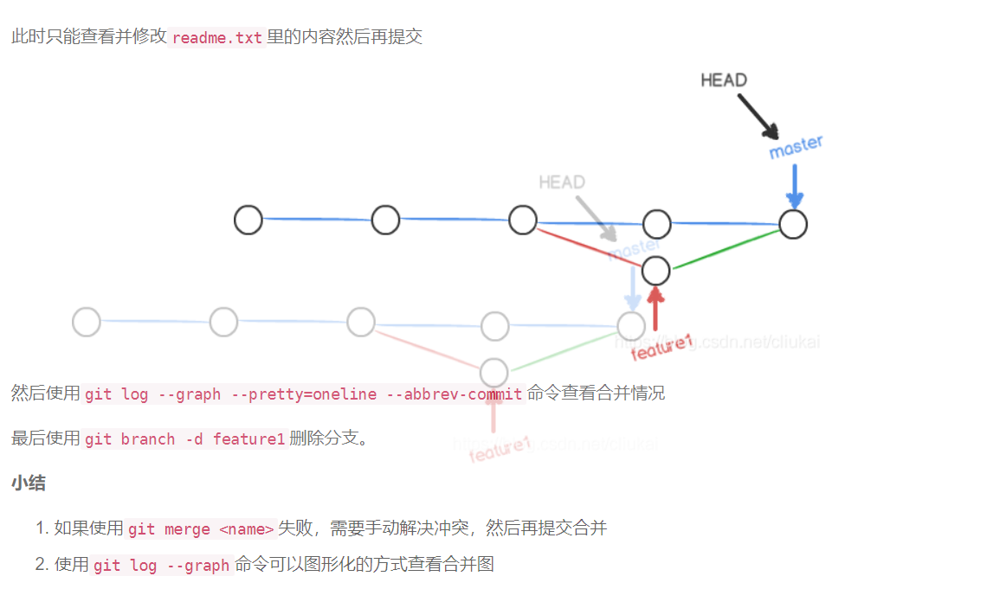 此时只能查看并修改 readme.txt 里的内容然后再提交
HEAD
master
HEAD
master
https://blog.csdn.net/cliukai
feature1
然后使用 git log --graph --pretty=oneline --abbrev-commit 命令查看合并情况
最后使用 git branch -d feature1 删除分支。
https://blog.csdn.net/cliukai
feature1
小结
1. 如果使用 git merge <name> 失败，需要手动解决冲突，然后再提交合并
2. 使用 git log --graph 命令可以图形化的方式查看合并图